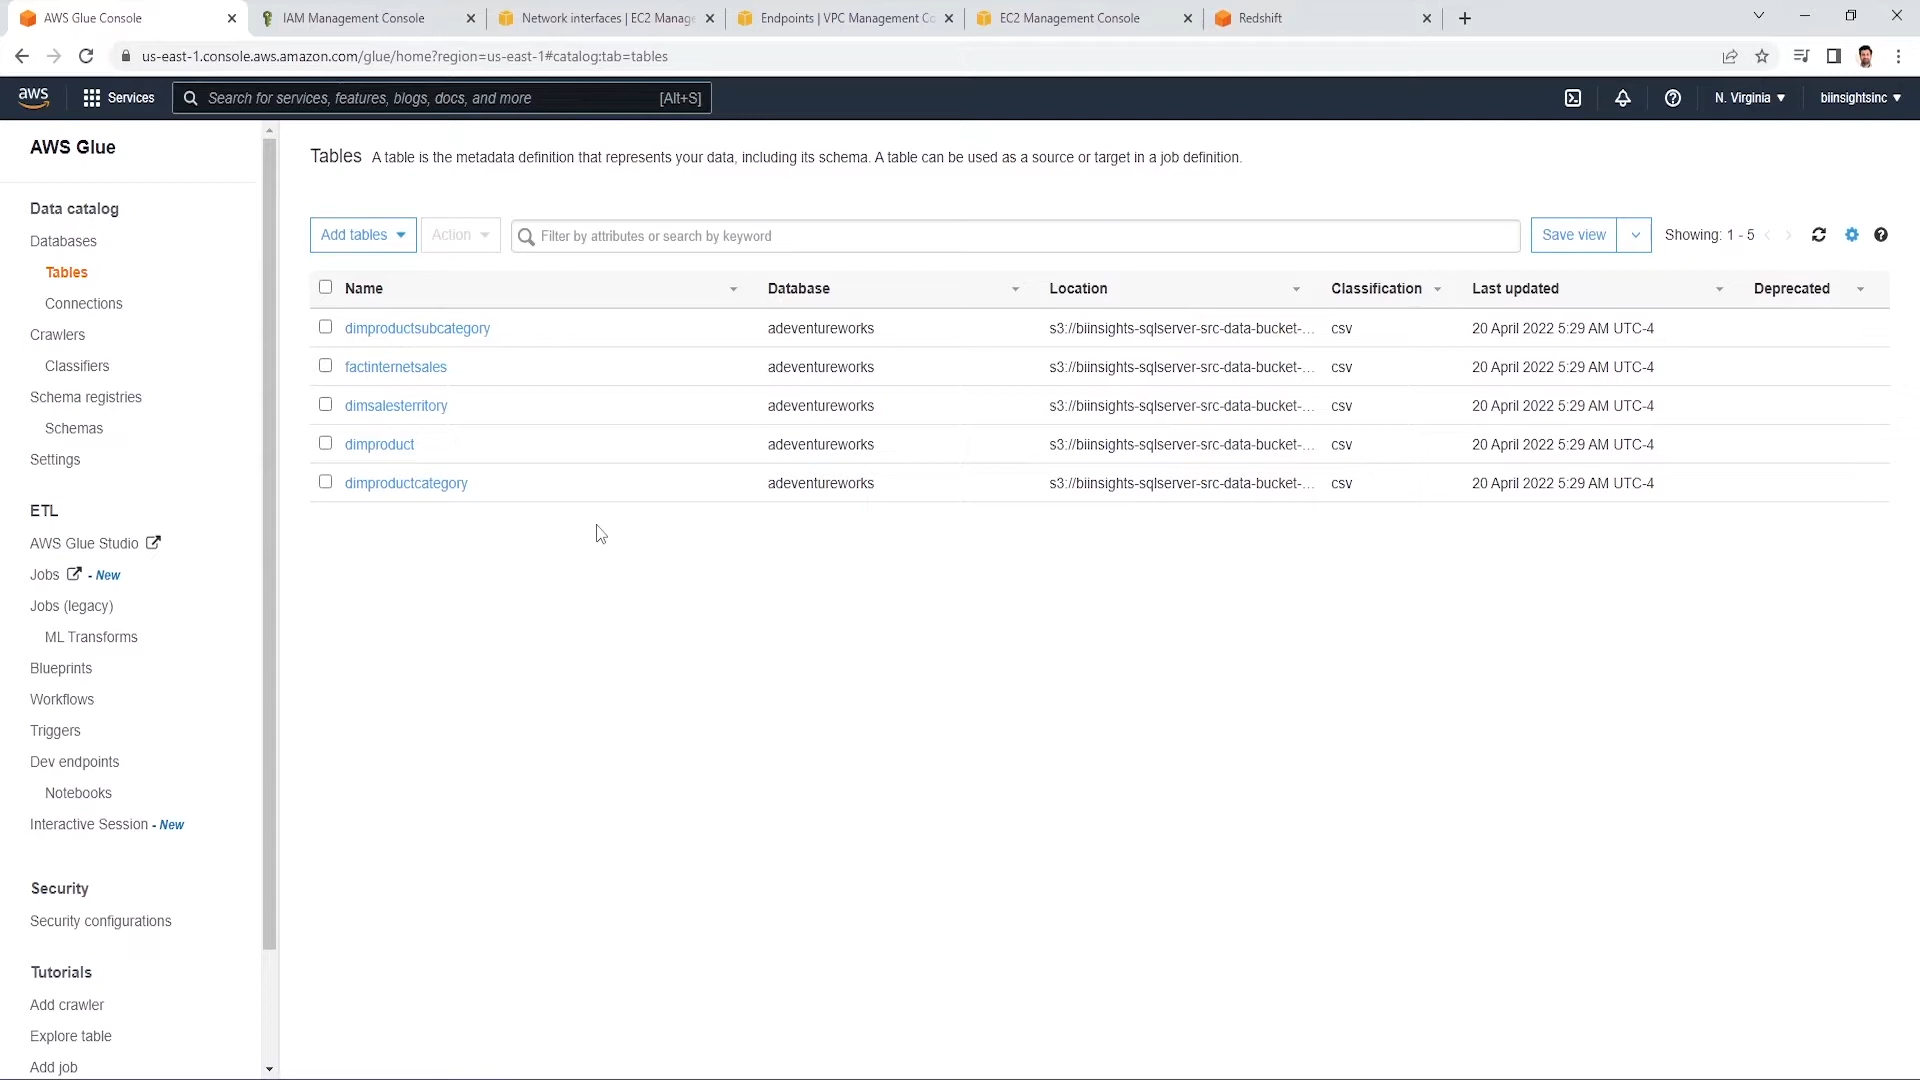 AWS Glue Console
IAM Management Console
Network interfaces | EC2 Manage
Endpoints | VPC Management Co
EC2 Management Console
Redshift
us-east-1.console.aws.amazon.com/glue/home?region=us-east-1#catalog:tab=tables
aws
Services
Search for services, features, blogs, docs, and more
[Alt+S]
N. Virginia
biinsightsinc
AWS Glue
Data catalog
Databases
Tables
Connections
Crawlers
Classifiers
Schema registries
Schemas
Settings
ETL
AWS Glue Studio
Jobs - New
Jobs (legacy)
ML Transforms
Blueprints
Workflows
Triggers
Dev endpoints
Notebooks
Interactive Session - New
Security
Security configurations
Tutorials
Add crawler
Explore table
Add job
Tables A table is the metadata definition that represents your data, including its schema. A table can be used as a source or target in a job definition.
Add tables
Action
Filter by attributes or search by keyword
Save view
Showing: 1 - 5
Name Database Location Classification Last updated Deprecated
dimproductsubcategory adeventureworks s3://biinsights-sqlserver-src-data-bucket-... csv 20 April 2022 5:29 AM UTC-4
factinternetsales adeventureworks s3://biinsights-sqlserver-src-data-bucket-... csv 20 April 2022 5:29 AM UTC-4
dimsalesterritory adeventureworks s3://biinsights-sqlserver-src-data-bucket-... csv 20 April 2022 5:29 AM UTC-4
dimproduct adeventureworks s3://biinsights-sqlserver-src-data-bucket-... csv 20 April 2022 5:29 AM UTC-4
dimproductcategory adeventureworks s3://biinsights-sqlserver-src-data-bucket-... csv 20 April 2022 5:29 AM UTC-4